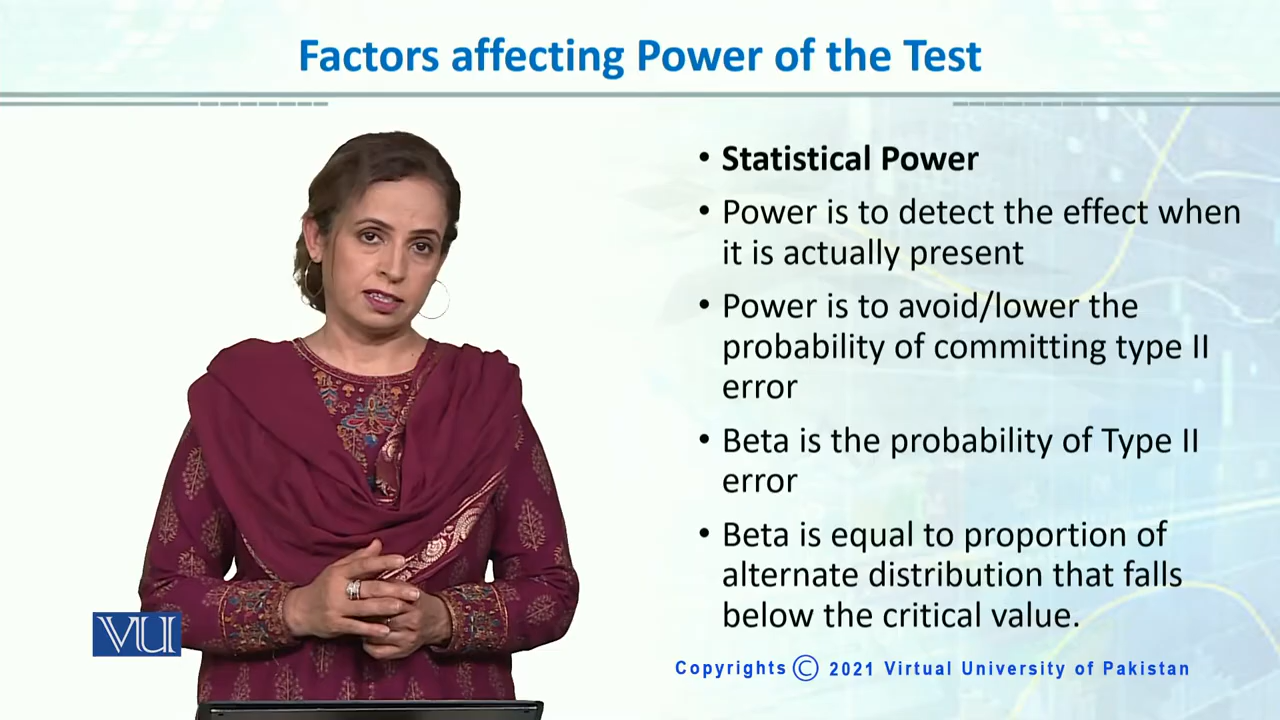 Factors affecting Power of the Test
• Statistical Power
• Power is to detect the effect when
it is actually present
• Power is to avoid/lower the
probability of committing type II
error
• Beta is the probability of Type II
error
• Beta is equal to proportion of
alternate distribution that falls
below the critical value.
VU
Copyrights © 2021 Virtual University of Pakistan